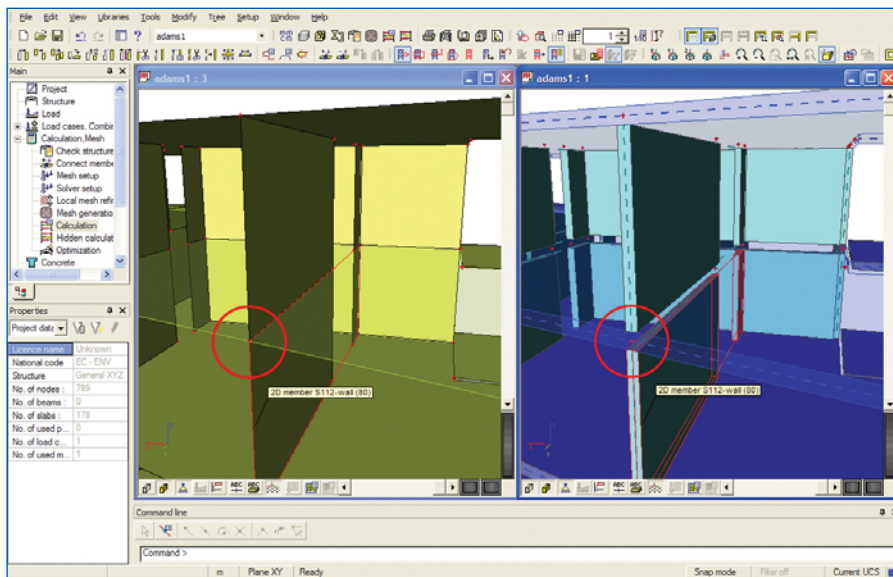 File Edit View Libraries Tools Modify Tree Setup Window Help
adams1
1
Main
adams1 : 3
adams1 : 1
Project
Structure
Load
Load cases, Combin
Calculation, Mesh
Check structure
Connect membe
Mesh setup
Solver setup
Local mesh refi
Mesh generatio
Calculation
Hidden calculat
Optimization
Concrete
Properties
Project data
Licence name : Unknown
National code EC - ENV
Structure General XYZ
No. of nodes : 789
No. of beams : 0
No. of slabs : 178
No. of used p... 0
No. of load c... 1
No. of used m... 1
2D member S112-wall (80)
2D member S112-wall (80)
Command line
Command >
m Plane XY Ready Snap mode Filter off Current UCS